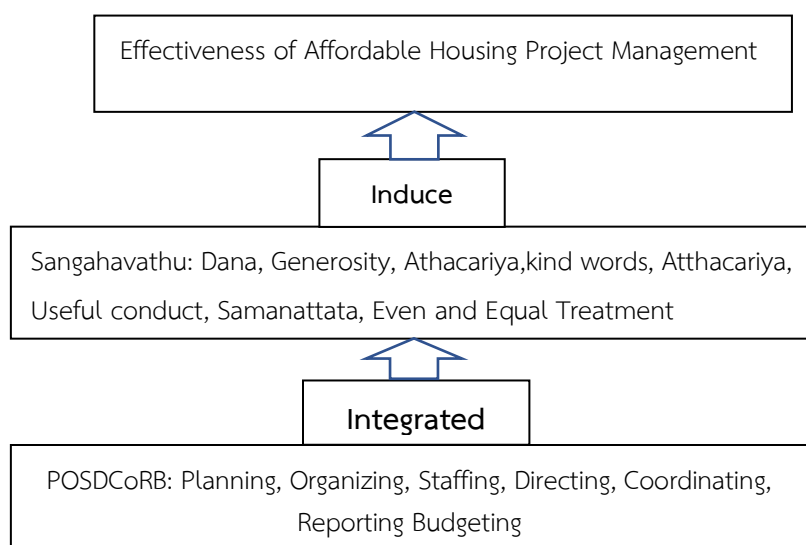 Effectiveness of Affordable Housing Project Management
Induce
Sangahavathu: Dana, Generosity, Athacariya,kind words, Atthacariya,
Useful conduct, Samanattata, Even and Equal Treatment
Integrated
POSDCoRB: Planning, Organizing, Staffing, Directing, Coordinating,
Reporting Budgeting